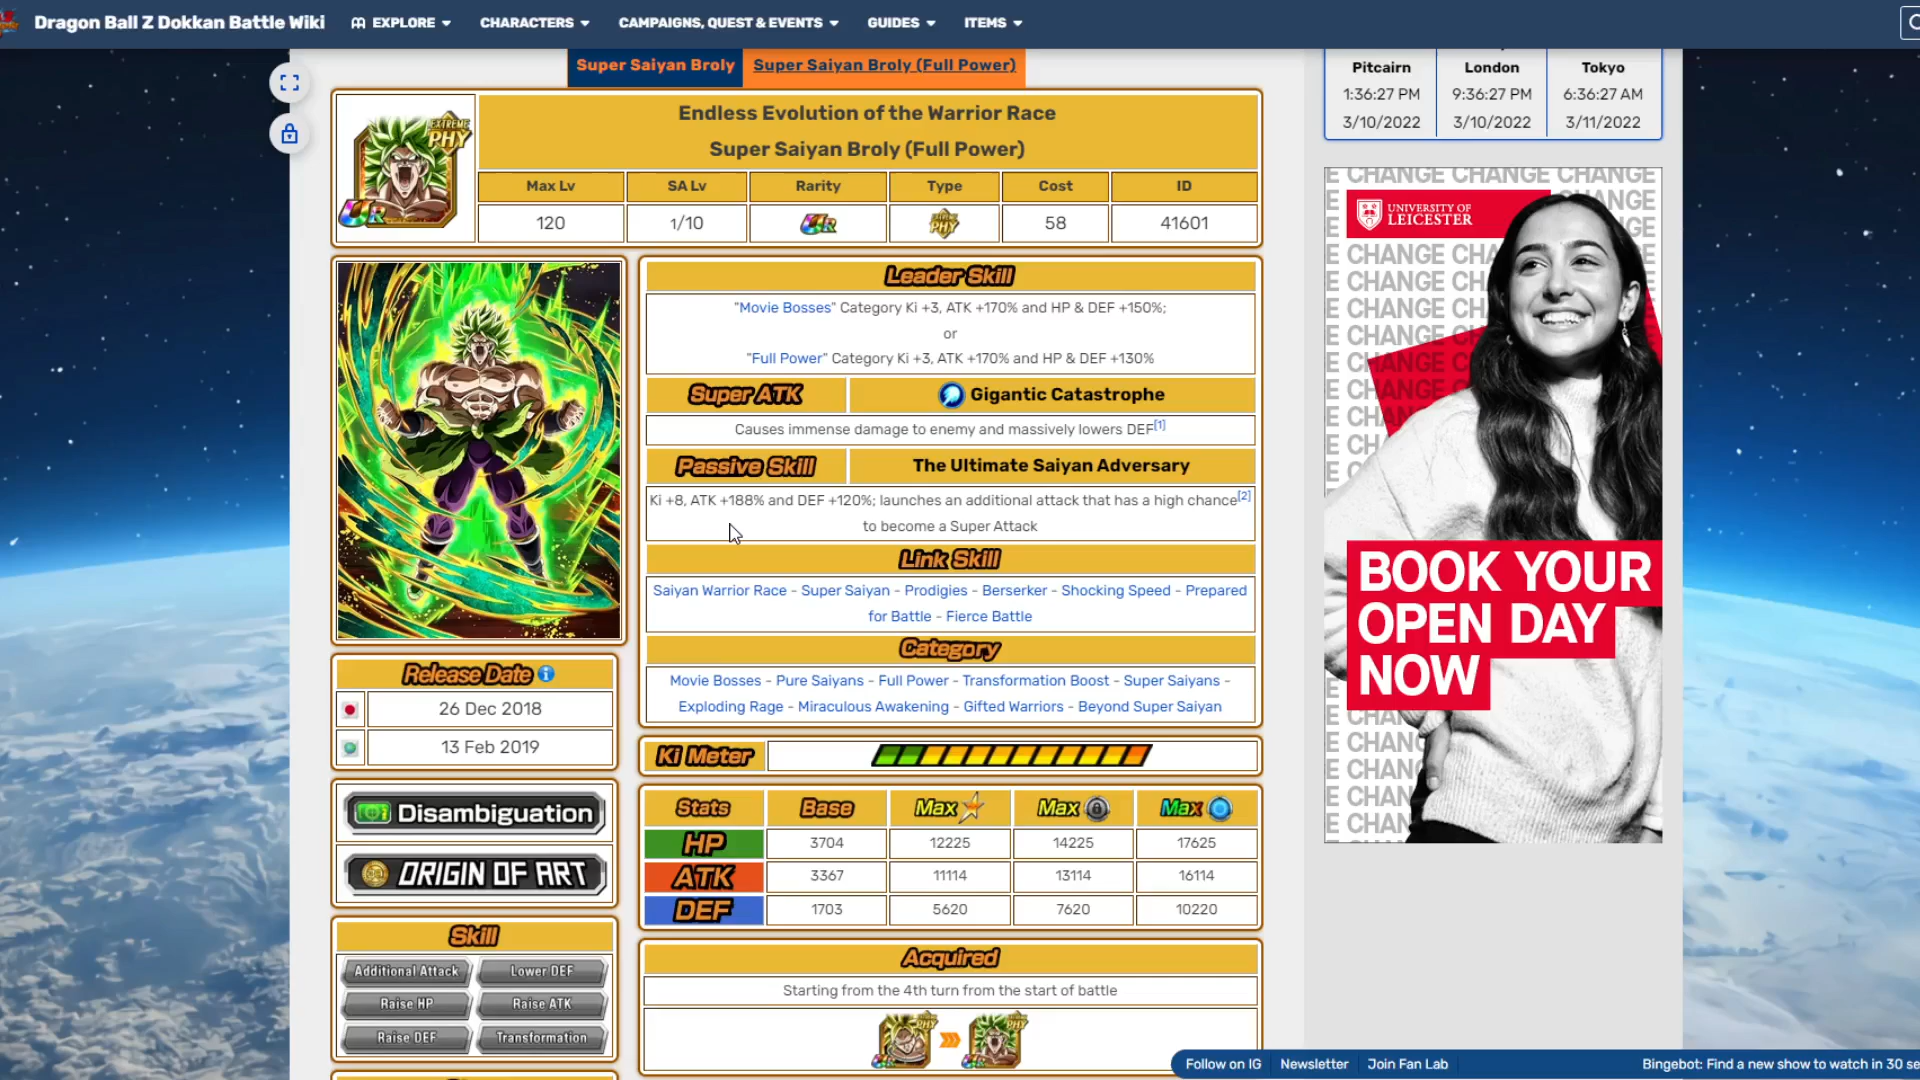 Dragon Ball Z Dokkan Battle Wiki
EXPLORE
CHARACTERS
CAMPAIGNS, QUEST & EVENTS
GUIDES
ITEMS
Super Saiyan Broly
Super Saiyan Broly (Full Power)
Endless Evolution of the Warrior Race
Super Saiyan Broly (Full Power)
Max Lv
SA Lv
Rarity
Type
Cost
ID
120
1/10
UR
58
41601
EXTREME
PHY
UR
Leader Skill
"Movie Bosses" Category Ki +3, ATK +170% and HP & DEF +150%;
or
"Full Power" Category Ki +3, ATK +170% and HP & DEF +130%
Super ATK
Gigantic Catastrophe
Causes immense damage to enemy and massively lowers DEF[1]
Passive Skill
The Ultimate Saiyan Adversary
Ki +8, ATK +188% and DEF +120%; launches an additional attack that has a high chance[2]
to become a Super Attack
Link Skill
Saiyan Warrior Race - Super Saiyan - Prodigies - Berserker - Shocking Speed - Prepared
for Battle - Fierce Battle
Category
Movie Bosses - Pure Saiyans - Full Power - Transformation Boost - Super Saiyans -
Exploding Rage - Miraculous Awakening - Gifted Warriors - Beyond Super Saiyan
Release Date
26 Dec 2018
13 Feb 2019
Disambiguation
ORIGIN OF ART
Skill
Additional Attack
Lower DEF
Raise HP
Raise ATK
Raise DEF
Transformation
Ki Meter
Stats
Base
Max
Max
Max
HP
3704
12225
14225
17625
ATK
3367
11114
13114
16114
DEF
1703
5620
7620
10220
Acquired
Starting from the 4th turn from the start of battle
Pitcairn
London
Tokyo
1:36:27 PM
9:36:27 PM
6:36:27 AM
3/10/2022
3/10/2022
3/11/2022
E CHANGE CHANGE CHANGE
UNIVERSITY OF
LEICESTER
BOOK YOUR
OPEN DAY
NOW
Follow on IG
Newsletter
Join Fan Lab
Bingebot: Find a new show to watch in 30 se